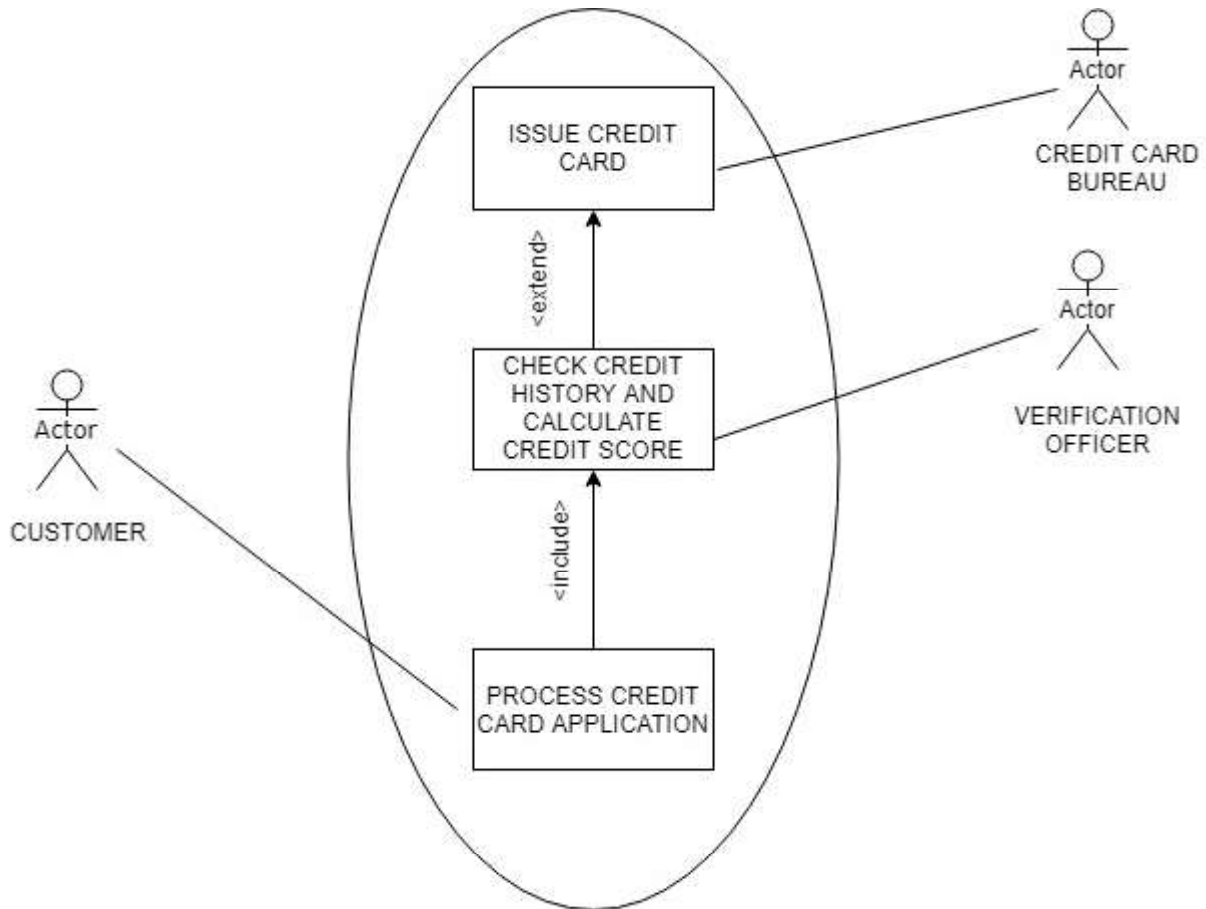 Actor
CREDIT CARD
BUREAU
ISSUE CREDIT
CARD
<extend>
Actor
VERIFICATION
OFFICER
CHECK CREDIT
HISTORY AND
CALCULATE
CREDIT SCORE
Actor
CUSTOMER
<include>
PROCESS CREDIT
CARD APPLICATION